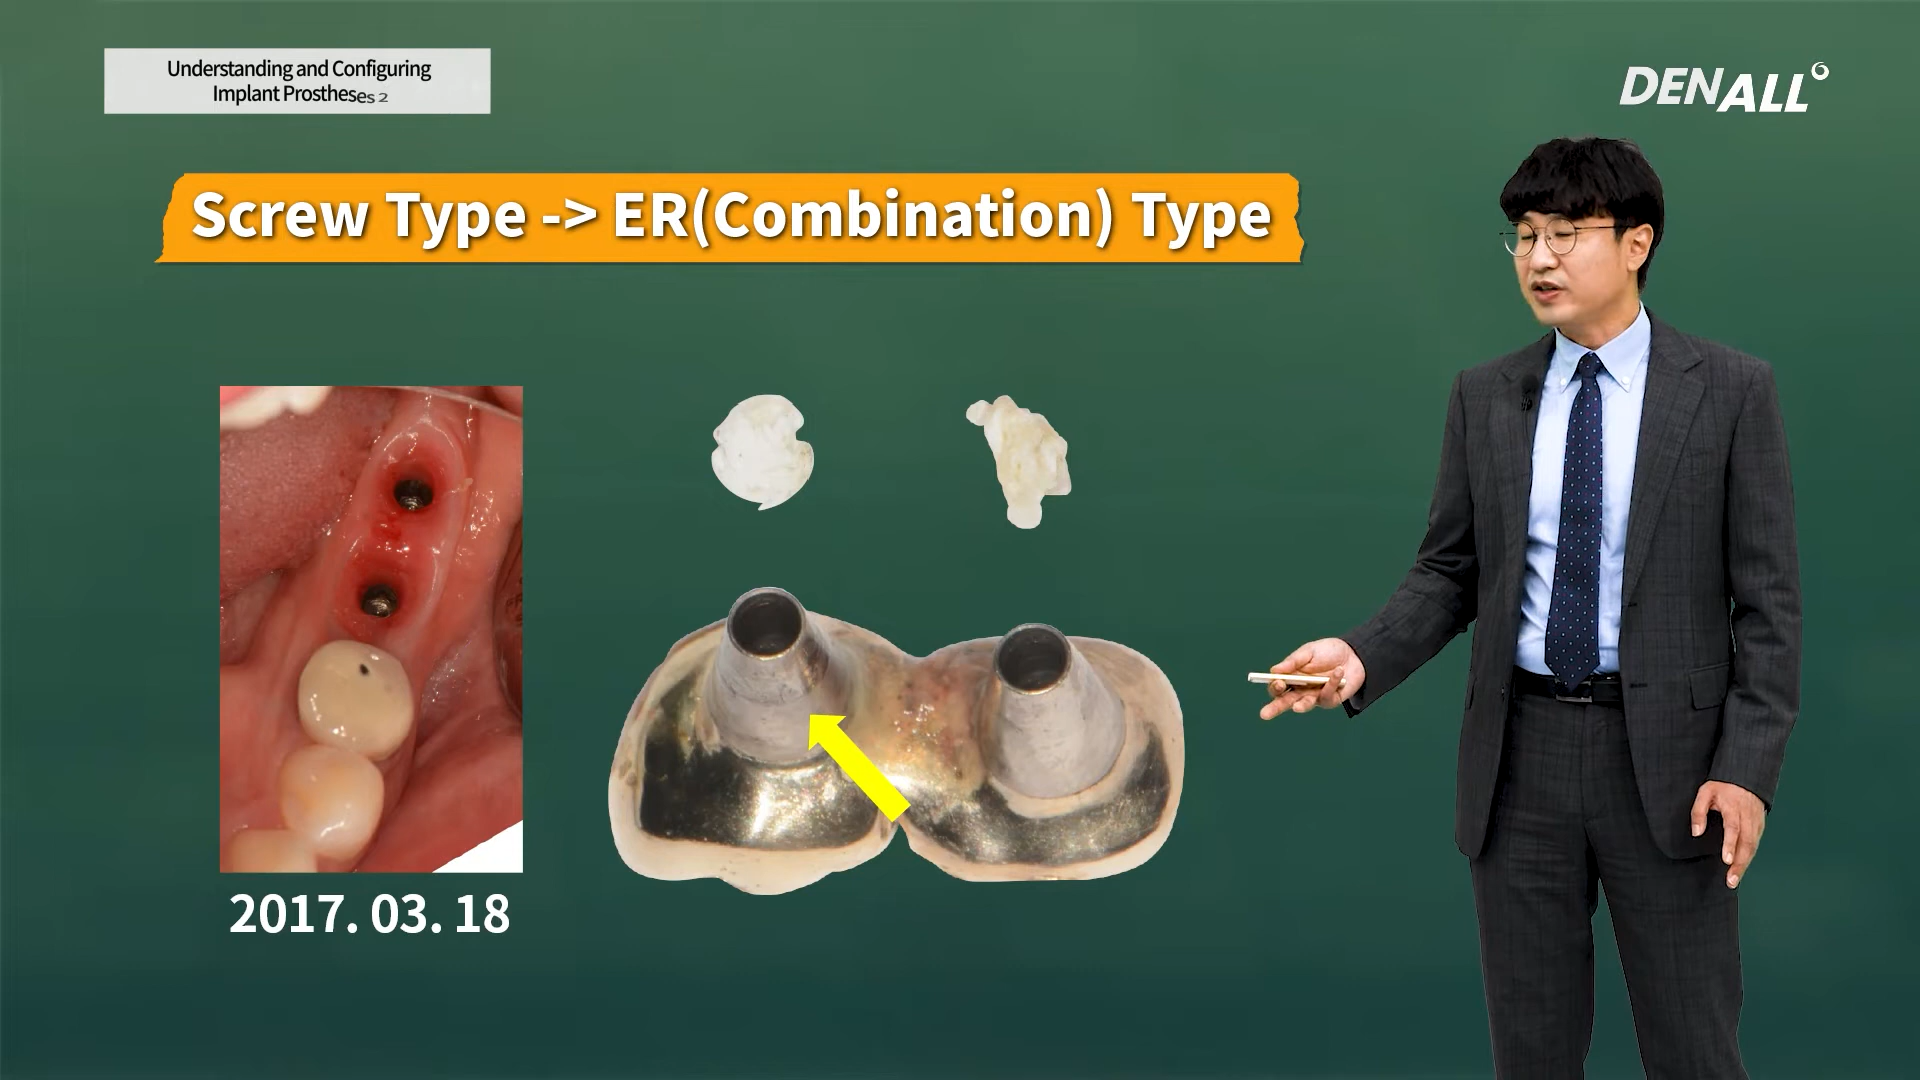 Understanding and Configuring
Implant Prostheses 2
DENALL
Screw Type -> ER(Combination) Type
2017. 03. 18